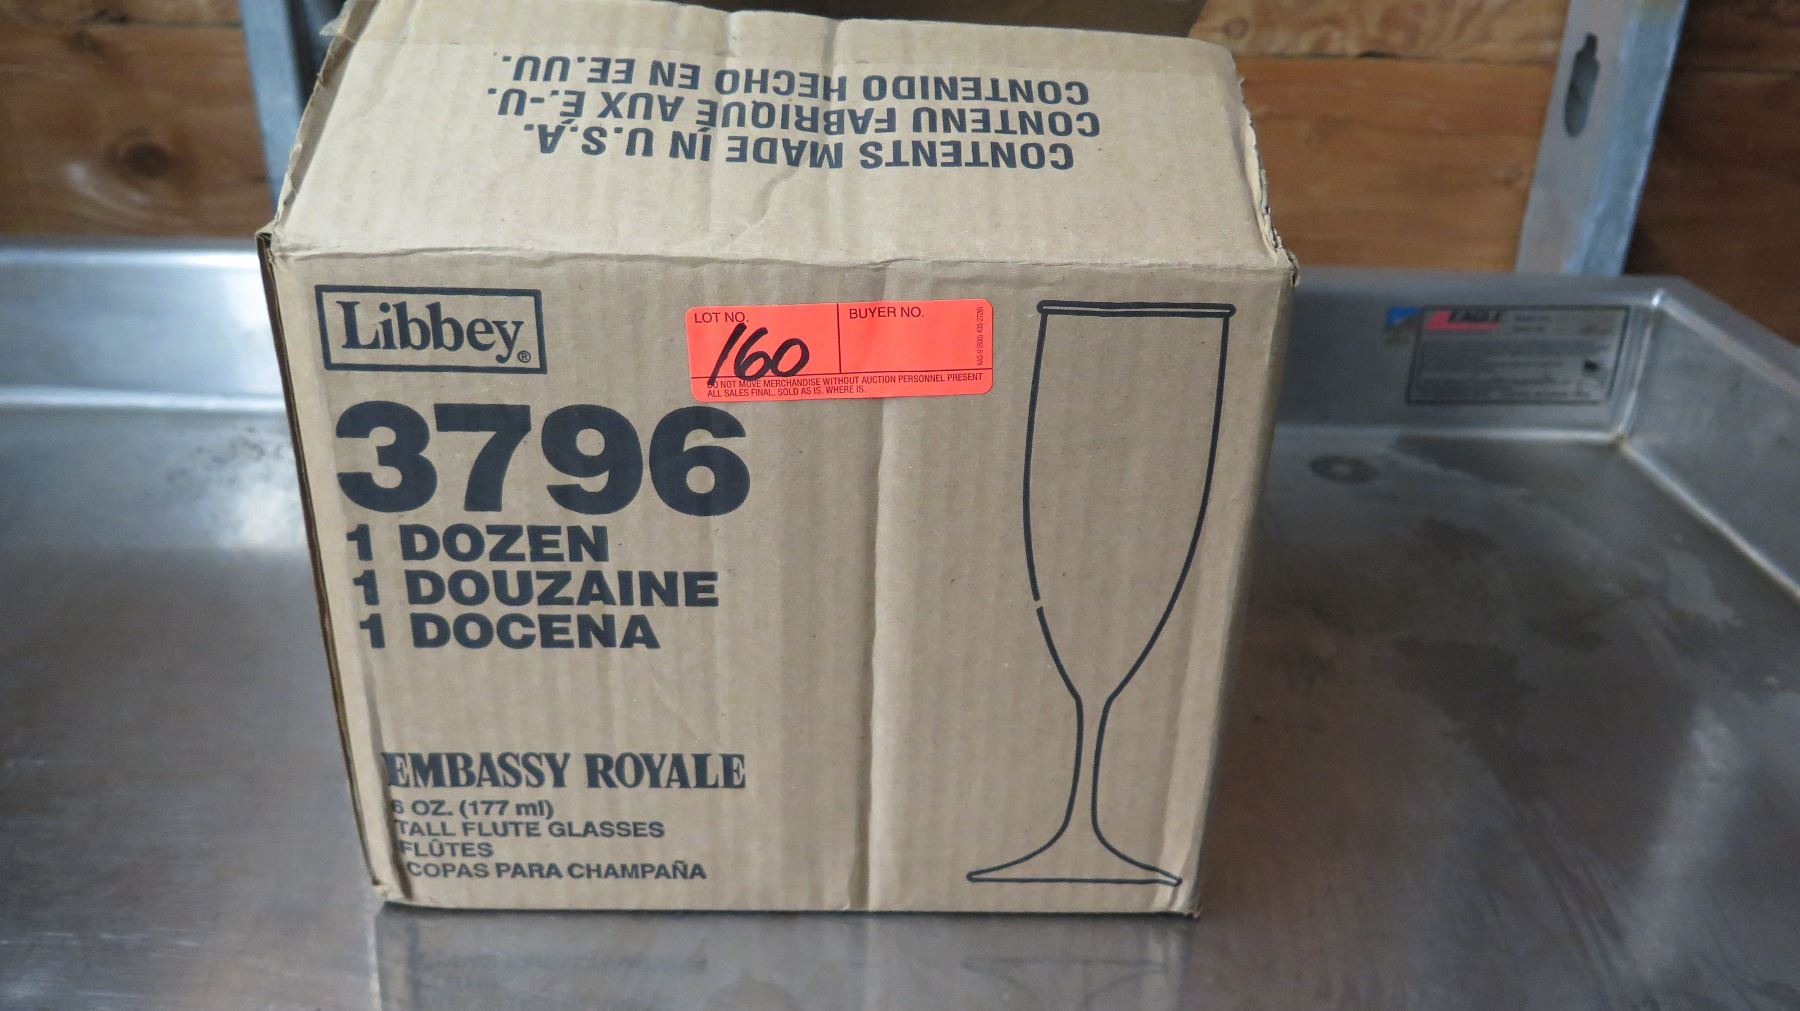 CONTENTS MADE IN U.S.A.
CONTENU FABRIQUÉ AUX É.-U.
CONTENIDO HECHO EN EE.UU.
Libbey®
LOT NO. 160
BUYER NO.
DO NOT MOVE MERCHANDISE WITHOUT AUCTION PERSONNEL PRESENT
ALL SALES FINAL. SOLD AS IS. WHERE IS.
3796
1 DOZEN
1 DOUZAINE
1 DOCENA
EMBASSY ROYALE
6 OZ. (177 ml)
TALL FLUTE GLASSES
FLÛTES
COPAS PARA CHAMPAÑA
EAGLE